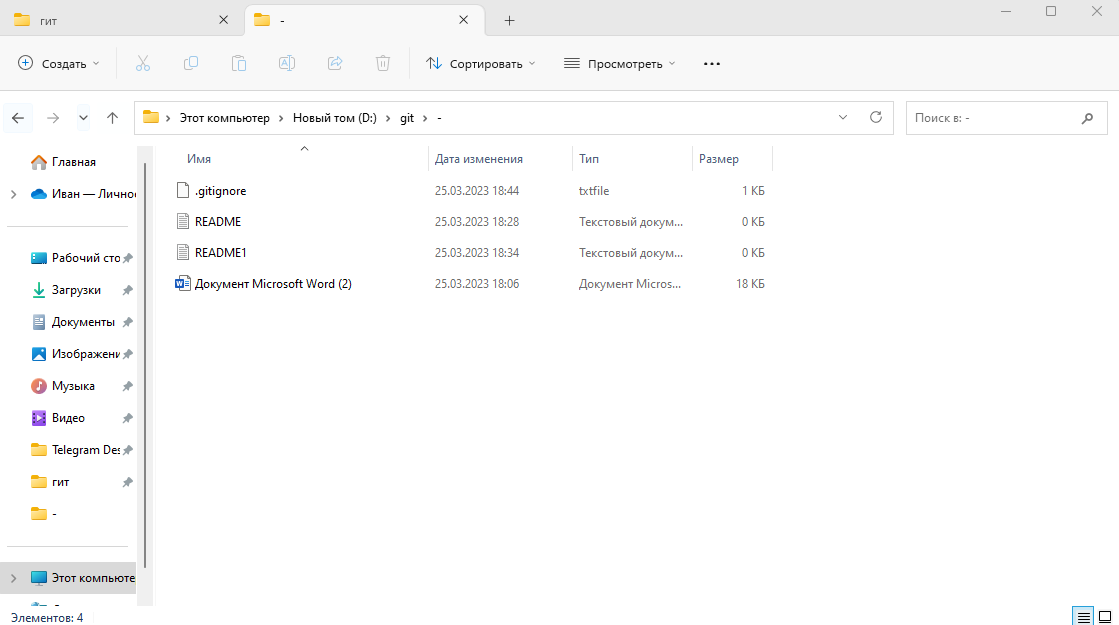 гит
-
Создать
Сортировать
Просмотреть
Этот компьютер
Новый том (D:)
git
-
Поиск в: -
Главная
Иван — Лично
Рабочий сто
Загрузки
Документы
Изображени
Музыка
Видео
Telegram Des
гит
-
Этот компьюте
Имя Дата изменения Тип Размер
.gitignore 25.03.2023 18:44 txtfile 1 КБ
README 25.03.2023 18:28 Текстовый докум... 0 КБ
README1 25.03.2023 18:34 Текстовый докум... 0 КБ
Документ Microsoft Word (2) 25.03.2023 18:06 Документ Micros... 18 КБ
Элементов: 4